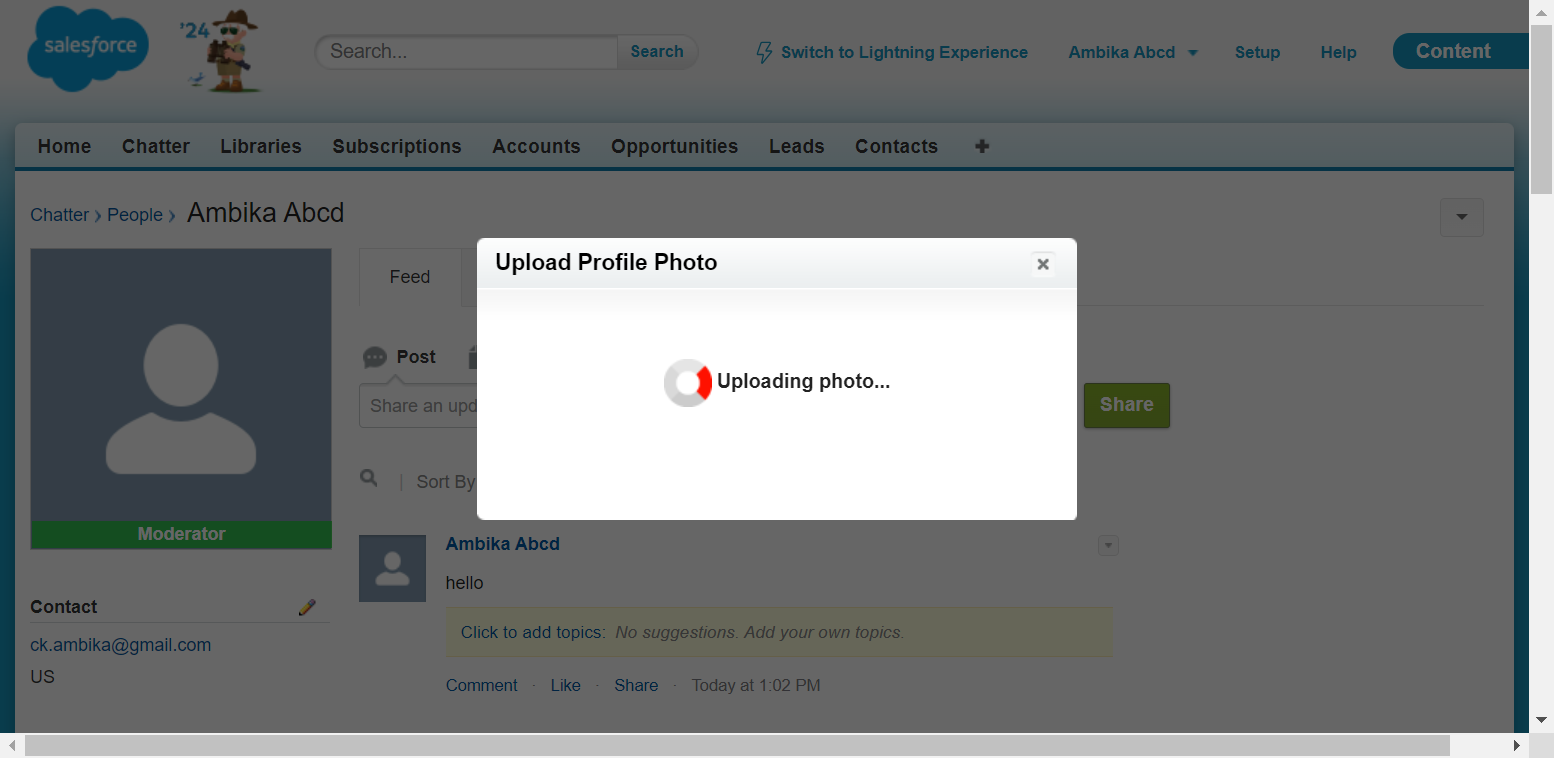 salesforce
'24
Search...
Search
Switch to Lightning Experience
Ambika Abcd
Setup
Help
Content
Home
Chatter
Libraries
Subscriptions
Accounts
Opportunities
Leads
Contacts
Chatter › People › Ambika Abcd
Upload Profile Photo
Feed
Uploading photo...
Post
Share an upd
Share
| Sort By
Moderator
Ambika Abcd
hello
Contact
Click to add topics: No suggestions. Add your own topics.
ck.ambika@gmail.com
US
Comment · Like · Share · Today at 1:02 PM